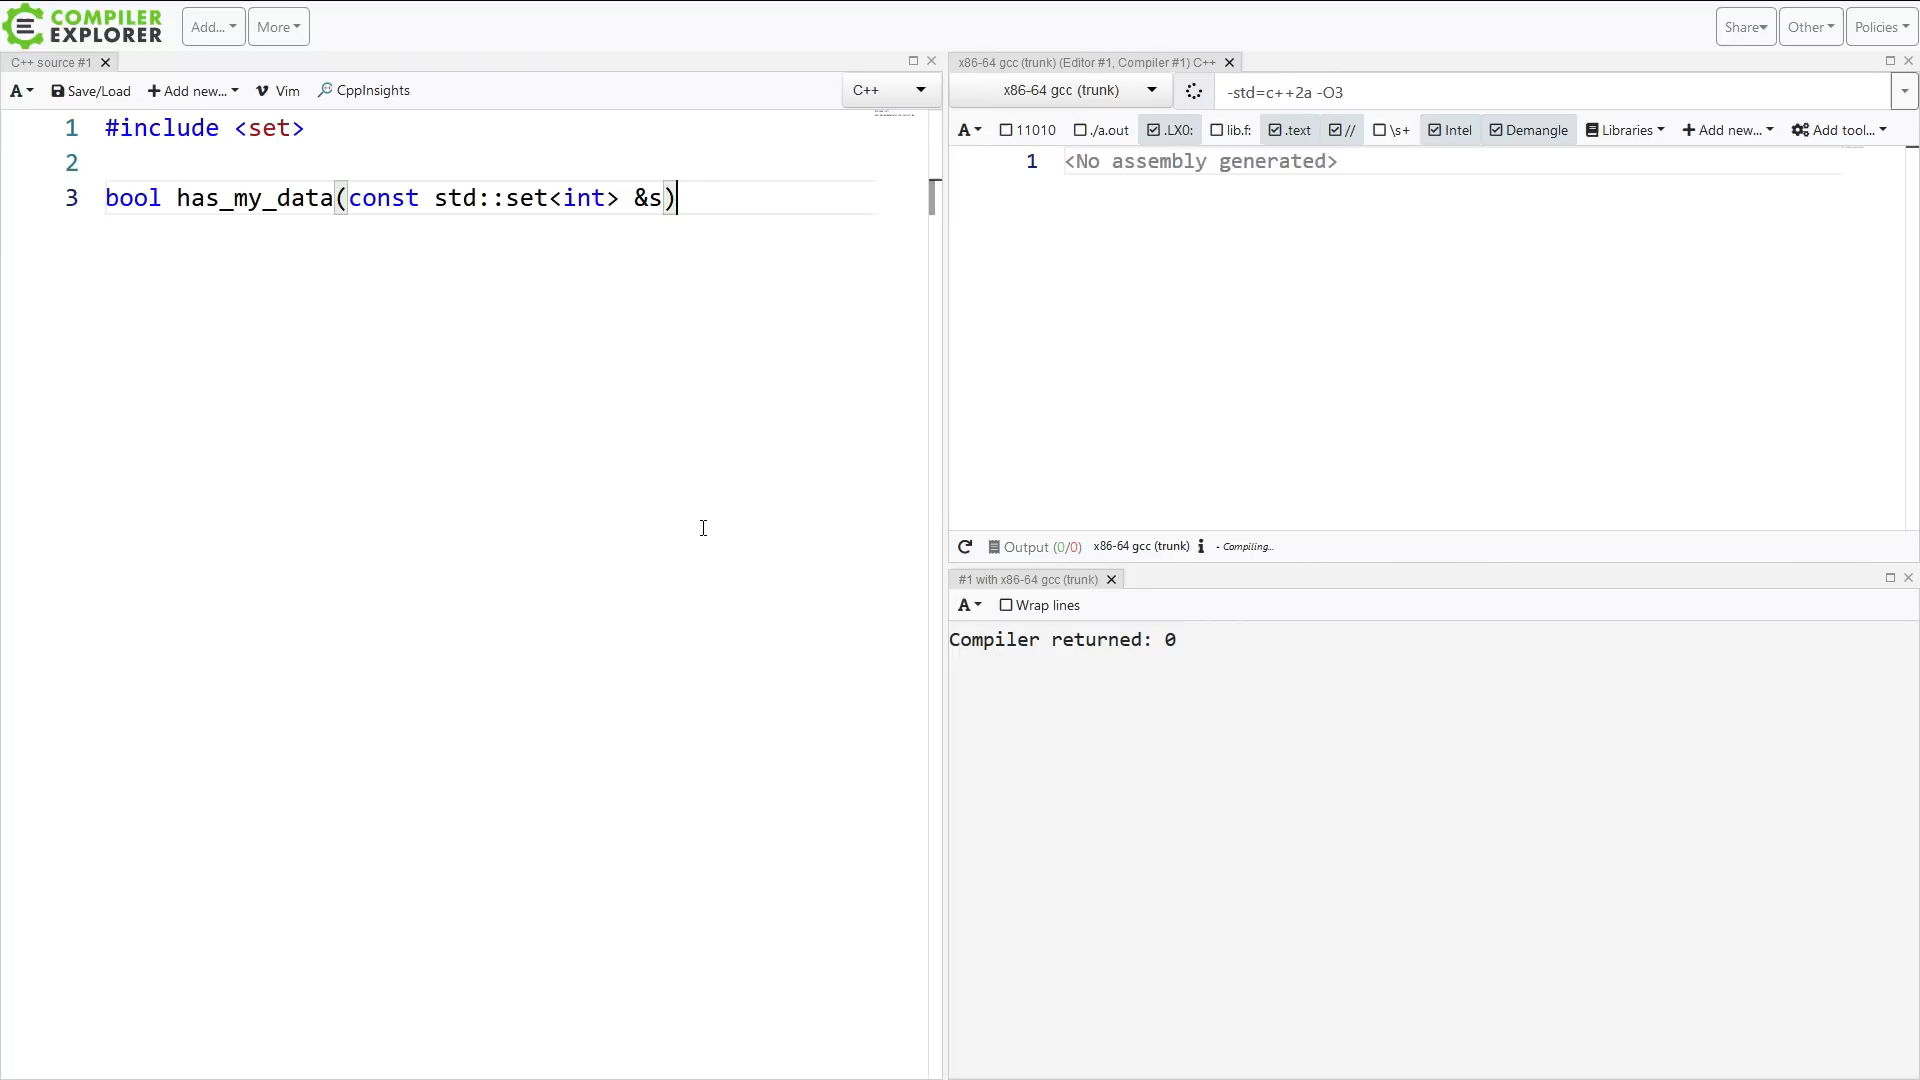 COMPILER
EXPLORER
Add...
More
Share
Other
Policies
C++ source #1
A
Save/Load
Add new...
Vim
CppInsights
C++
1 #include <set>
2
3 bool has_my_data(const std::set<int> &s)
x86-64 gcc (trunk) (Editor #1, Compiler #1) C++
x86-64 gcc (trunk)
-std=c++2a -O3
A
11010
./a.out
.LX0:
lib.f:
.text
//
\s+
Intel
Demangle
Libraries
Add new...
Add tool...
1 <No assembly generated>
Output (0/0) x86-64 gcc (trunk) i - Compiling...
#1 with x86-64 gcc (trunk)
A
Wrap lines
Compiler returned: 0